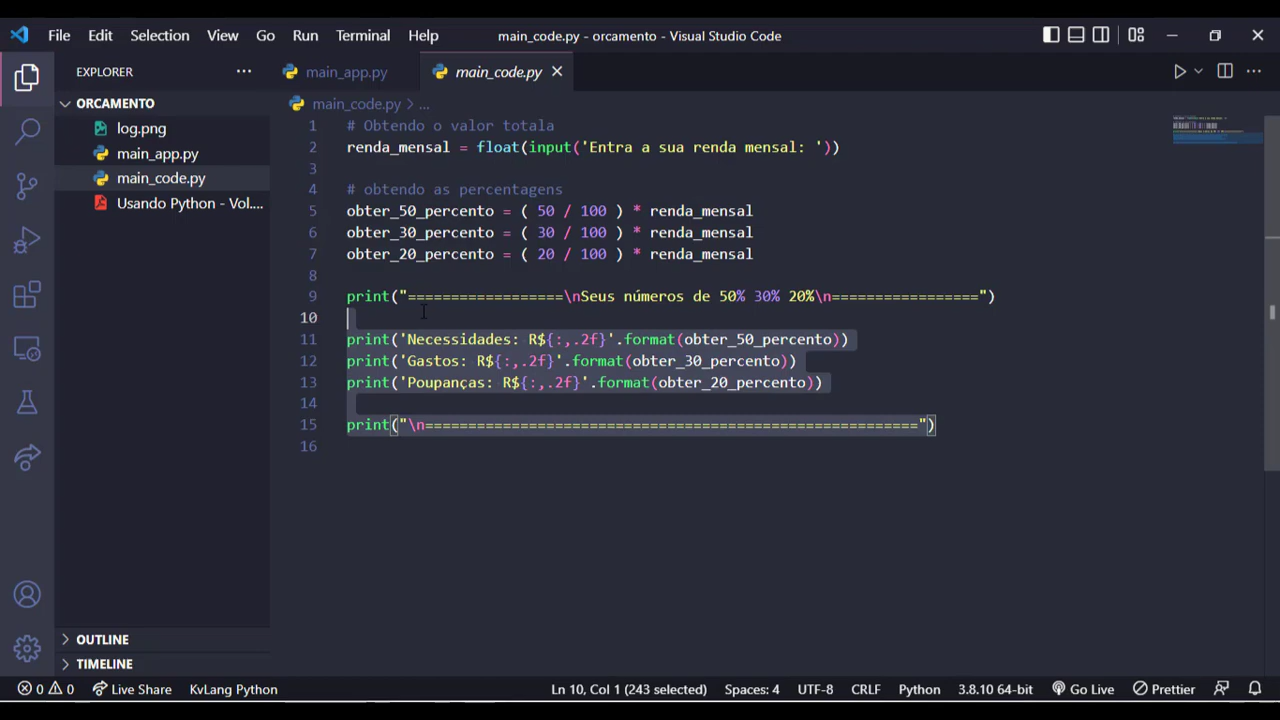 File Edit Selection View Go Run Terminal Help main_code.py - orcamento - Visual Studio Code
EXPLORER ··· main_app.py main_code.py
ORCAMENTO
main_code.py > ...
log.png
main_app.py
main_code.py
Usando Python - Vol....
1 # Obtendo o valor totala
2 renda_mensal = float(input('Entra a sua renda mensal: '))
3
4 # obtendo as percentagens
5 obter_50_percento = ( 50 / 100 ) * renda_mensal
6 obter_30_percento = ( 30 / 100 ) * renda_mensal
7 obter_20_percento = ( 20 / 100 ) * renda_mensal
8
9 print("==================\nSeus números de 50% 30% 20%\n=================")
10
11 print('Necessidades: R${:,.2f}'.format(obter_50_percento))
12 print('Gastos: R${:,.2f}'.format(obter_30_percento))
13 print('Poupanças: R${:,.2f}'.format(obter_20_percento))
14
15 print("\n=========================================================")
16
OUTLINE
TIMELINE
0 0 Live Share KvLang Python Ln 10, Col 1 (243 selected) Spaces: 4 UTF-8 CRLF Python 3.8.10 64-bit Go Live Prettier